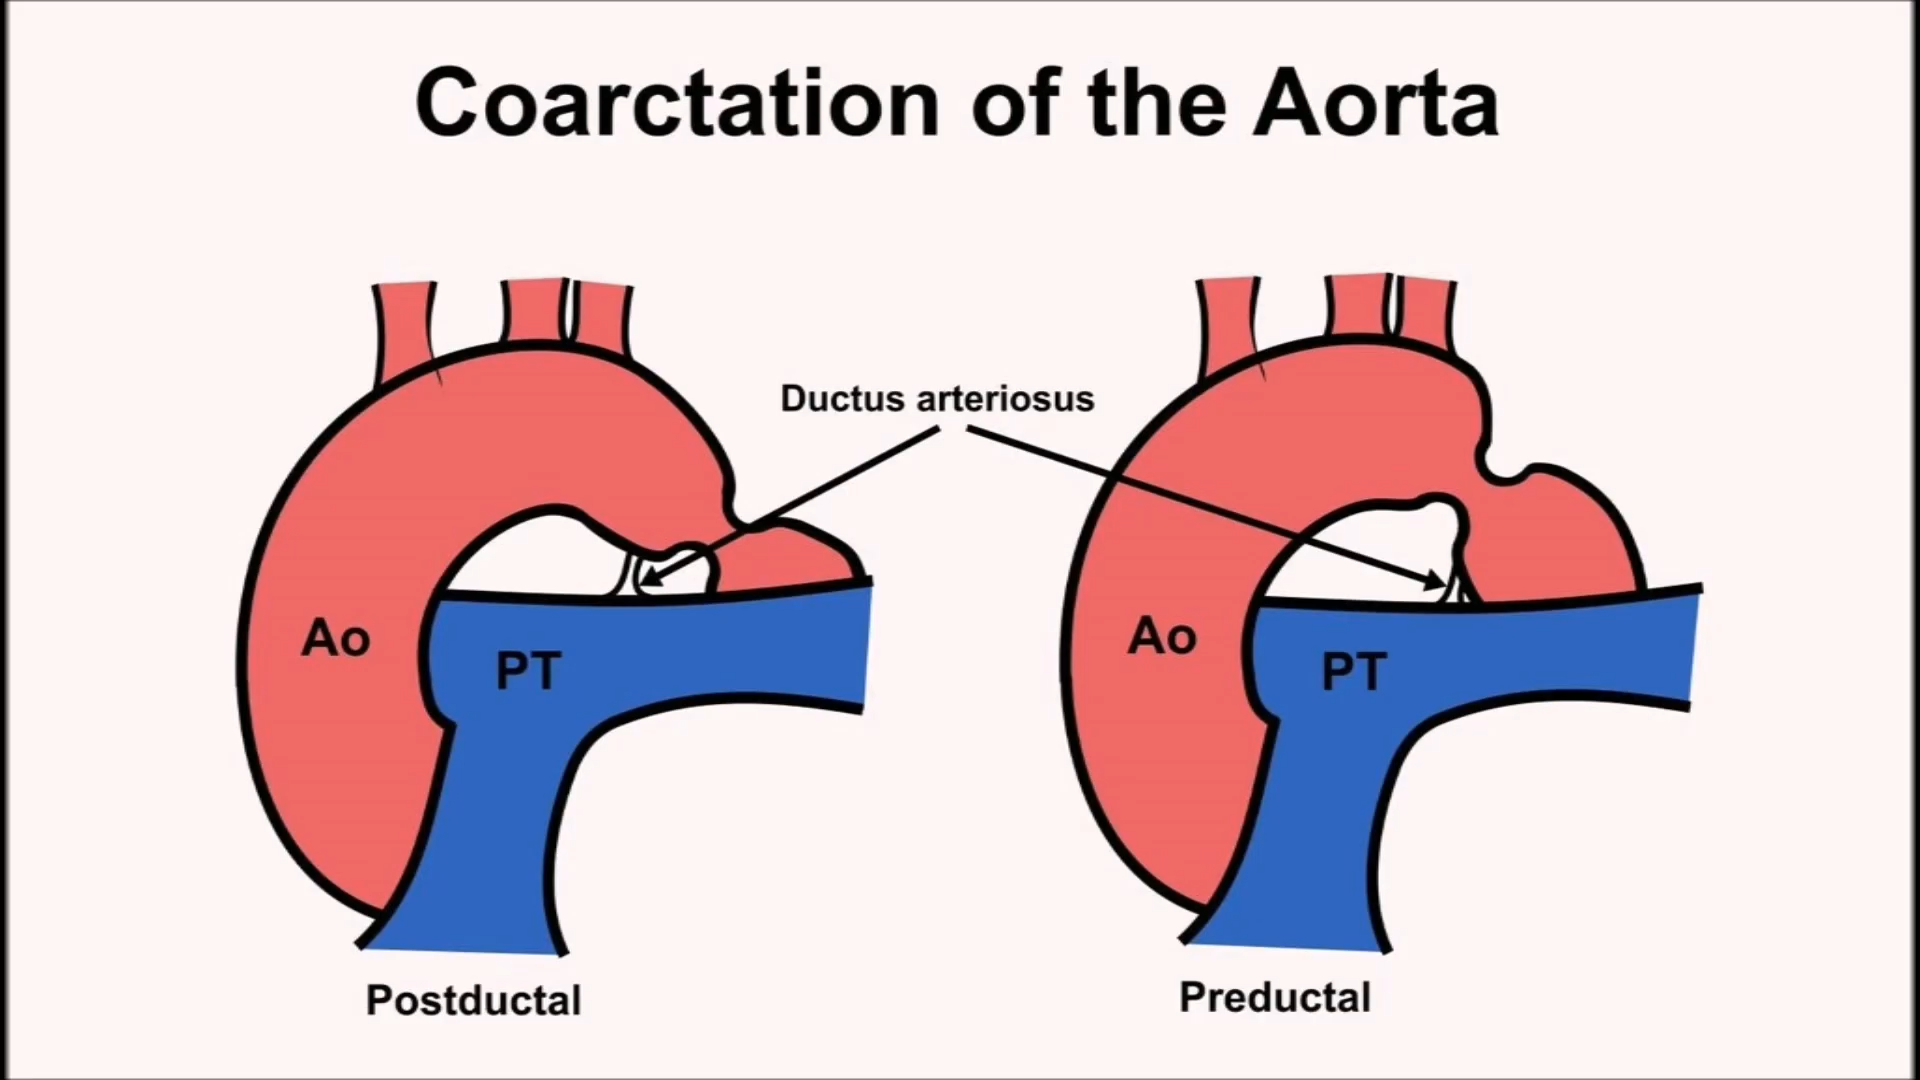 Coarctation of the Aorta
Ductus arteriosus
Ao
PT
Ao
PT
Postductal
Preductal